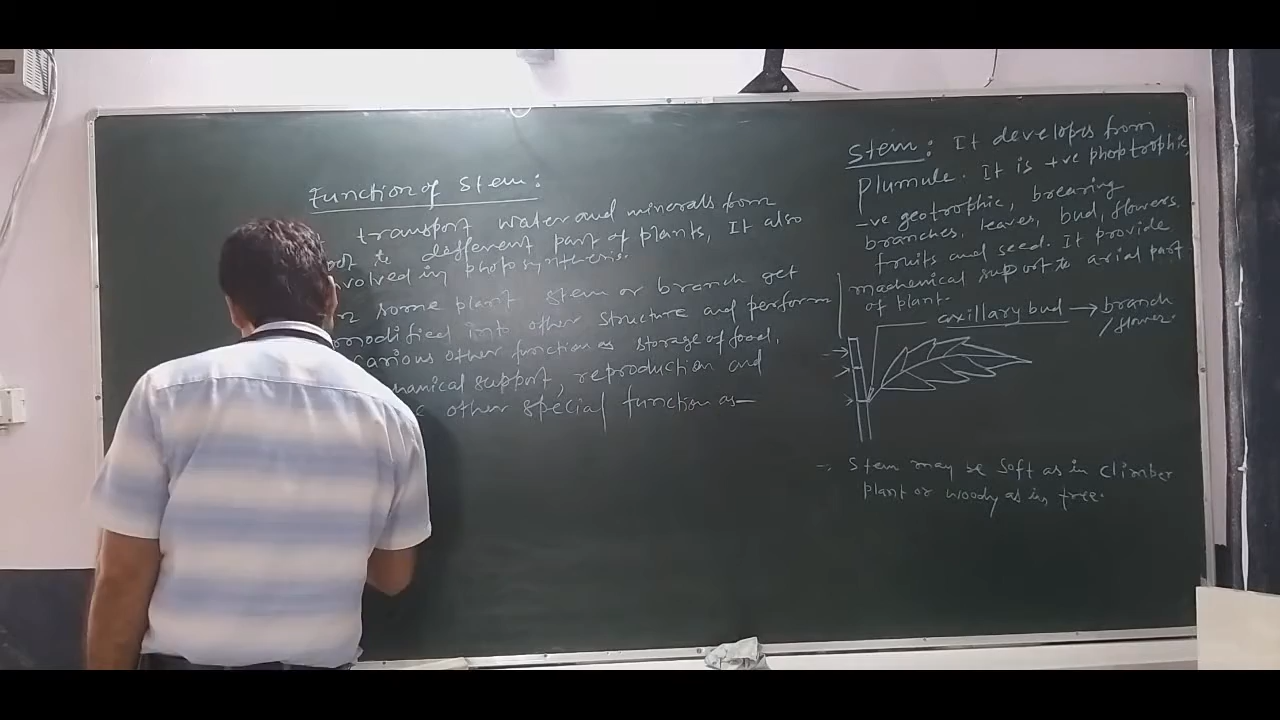 Function of stem:
transport water and minerals from
to different part of plants, It also
involved in photosynthesis.
some plant stem or branch get
modified into other structure and perform
various other function as storage of food,
mechanical support, reproduction and
other special function as—
Stem: It developes from
Plumule. It is +ve phototrophic,
-ve geotrophic, brearing
branches, leaves, bud, flowers,
fruits and seed. It provide
machenical support to arial part
of plant.
axillary bud → branch
/flower.
→ Stem may be soft as in climber
plant or woody as in tree.